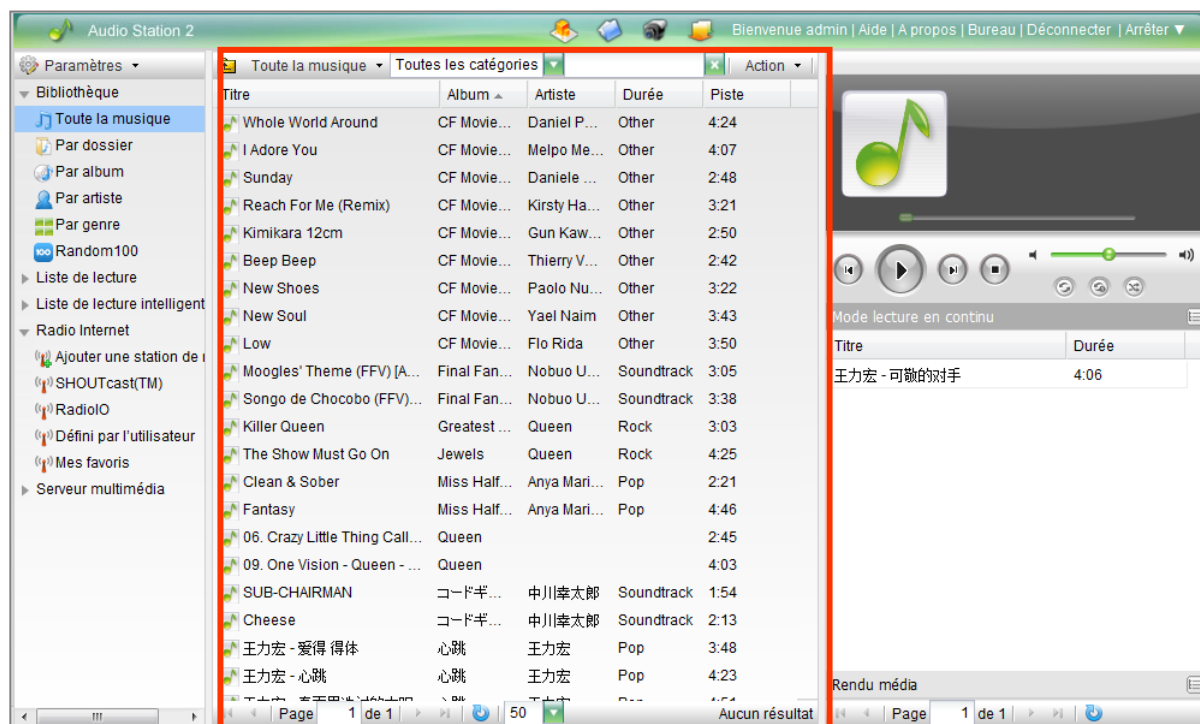 Audio Station 2
Bienvenue admin | Aide | A propos | Bureau | Déconnecter | Arrêter ▼
Paramètres
Bibliothèque
Toute la musique
Par dossier
Par album
Par artiste
Par genre
100 Random100
Liste de lecture
Liste de lecture intelligent
Radio Internet
Ajouter une station de
SHOUTcast(TM)
RadioIO
Défini par l'utilisateur
Mes favoris
Serveur multimédia
Toute la musique Toutes les catégories Action
Titre Album Artiste Durée Piste
Whole World Around CF Movie... Daniel P... Other 4:24
I Adore You CF Movie... Melpo Me... Other 4:07
Sunday CF Movie... Daniele ... Other 2:48
Reach For Me (Remix) CF Movie... Kirsty Ha... Other 3:21
Kimikara 12cm CF Movie... Gun Kaw... Other 2:50
Beep Beep CF Movie... Thierry V... Other 2:42
New Shoes CF Movie... Paolo Nu... Other 3:22
New Soul CF Movie... Yael Naim Other 3:43
Low CF Movie... Flo Rida Other 3:50
Moogles' Theme (FFV) [A... Final Fan... Nobuo U... Soundtrack 3:05
Songo de Chocobo (FFV)... Final Fan... Nobuo U... Soundtrack 3:38
Killer Queen Greatest ... Queen Rock 3:03
The Show Must Go On Jewels Queen Rock 4:25
Clean & Sober Miss Half... Anya Mari... Pop 2:21
Fantasy Miss Half... Anya Mari... Pop 4:46
06. Crazy Little Thing Call... Queen 2:45
09. One Vision - Queen - ... Queen 4:03
SUB-CHAIRMAN コードギ... 中川幸太郎 Soundtrack 1:54
Cheese コードギ... 中川幸太郎 Soundtrack 2:13
王力宏 - 爱得 得体 心跳 王力宏 Pop 3:48
王力宏 - 心跳 心跳 王力宏 Pop 4:23
Page 1 de 1 50 Aucun résultat
Mode lecture en continu
Titre Durée
王力宏 - 可敬的对手 4:06
Rendu média
Page 1 de 1